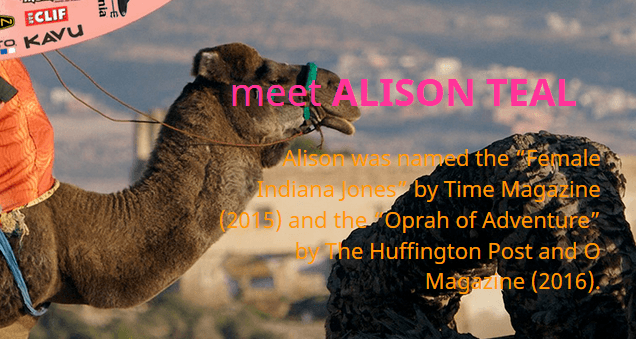 CLIF
KAVU
meet ALISON TEAL
Alison was named the “Female
Indiana Jones” by Time Magazine
(2015) and the “Oprah of Adventure”
by The Huffington Post and O
Magazine (2016).